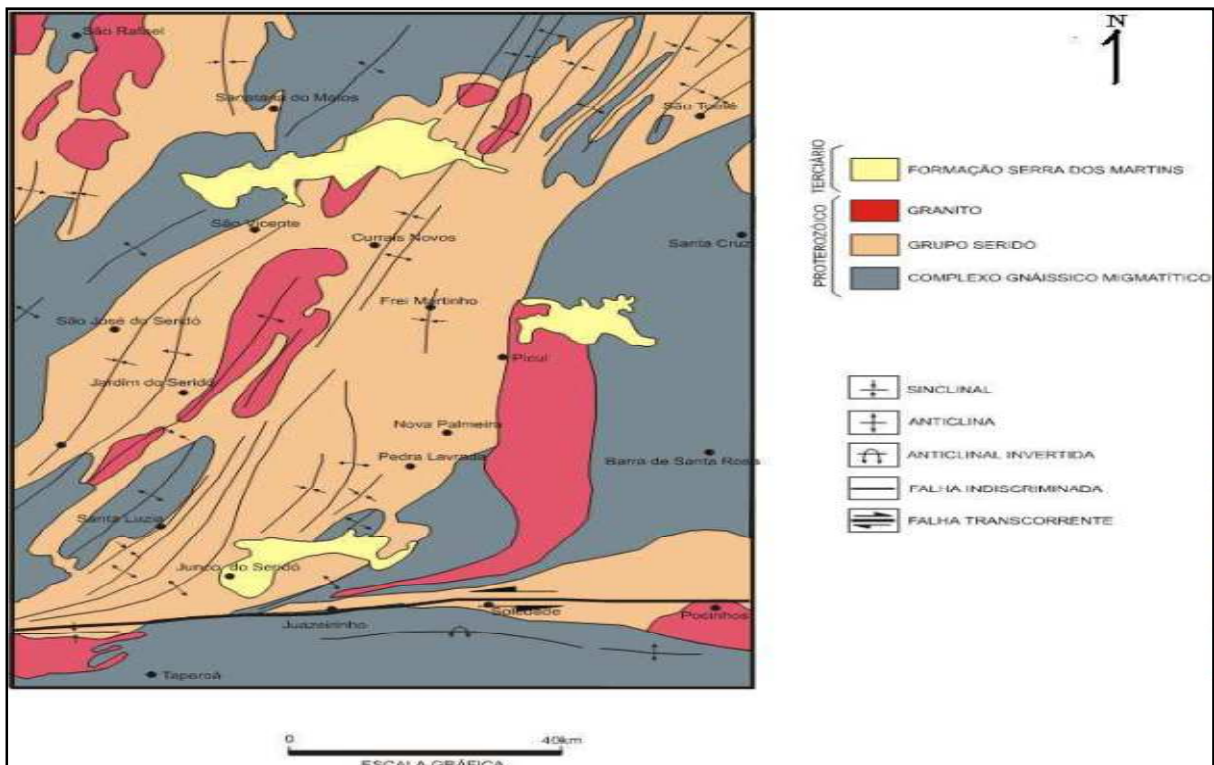 N
São Rafael
Sanatana do Matos
São Tomé
São Vicente
Currais Novos
Santa Cruz
Frei Martinho
São José do Seridó
Picuí
Jardim do Seridó
Nova Palmeira
Pedra Lavrada
Barra de Santa Rosa
Santa Luzia
Junco do Seridó
Soledade
Pocinhos
Juazeirinho
Taperoá
TERCIÁRIO
FORMAÇÃO SERRA DOS MARTINS
PROTEROZÓICO
GRANITO
GRUPO SERIDÓ
COMPLEXO GNÁISSICO MIGMATÍTICO
SINCLINAL
ANTICLINA
ANTICLINAL INVERTIDA
FALHA INDISCRIMINADA
FALHA TRANSCORRENTE
0 40km
ESCALA GRÁFICA